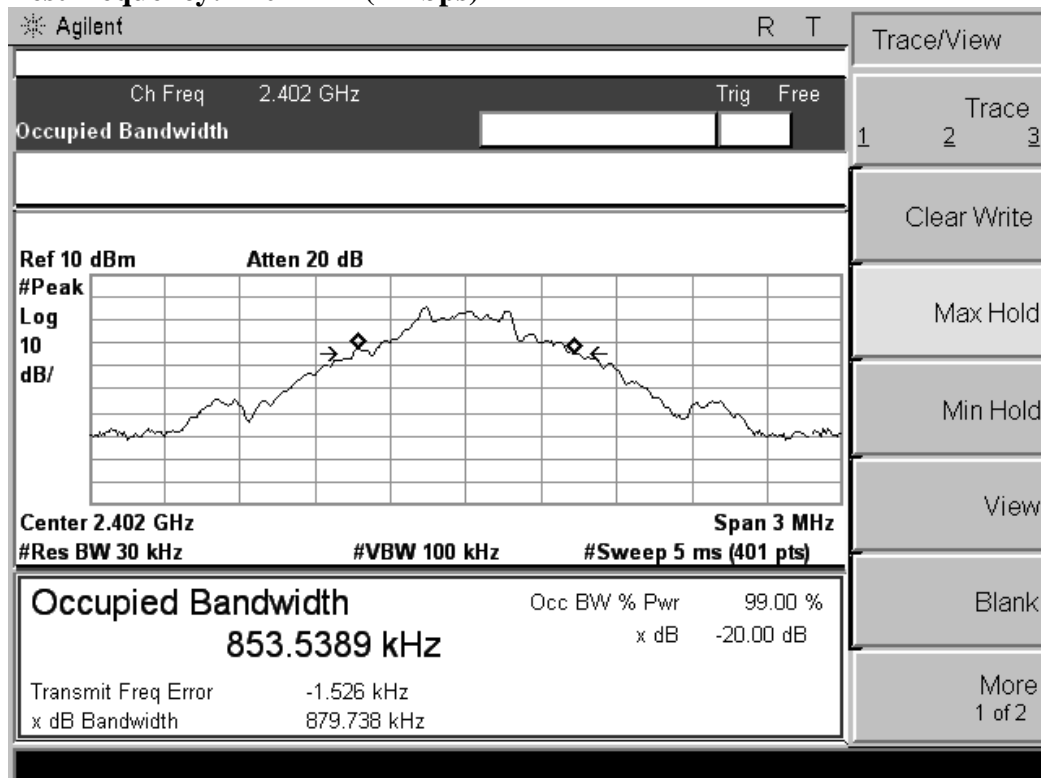 Agilent R T
Trace/View
Ch Freq 2.402 GHz Trig Free
Occupied Bandwidth
Trace
1 2 3
Clear Write
Max Hold
Min Hold
View
Blank
More
1 of 2
Ref 10 dBm Atten 20 dB
#Peak
Log
10
dB/
Center 2.402 GHz Span 3 MHz
#Res BW 30 kHz #VBW 100 kHz #Sweep 5 ms (401 pts)
Occupied Bandwidth
853.5389 kHz
Occ BW % Pwr 99.00 %
x dB -20.00 dB
Transmit Freq Error -1.526 kHz
x dB Bandwidth 879.738 kHz